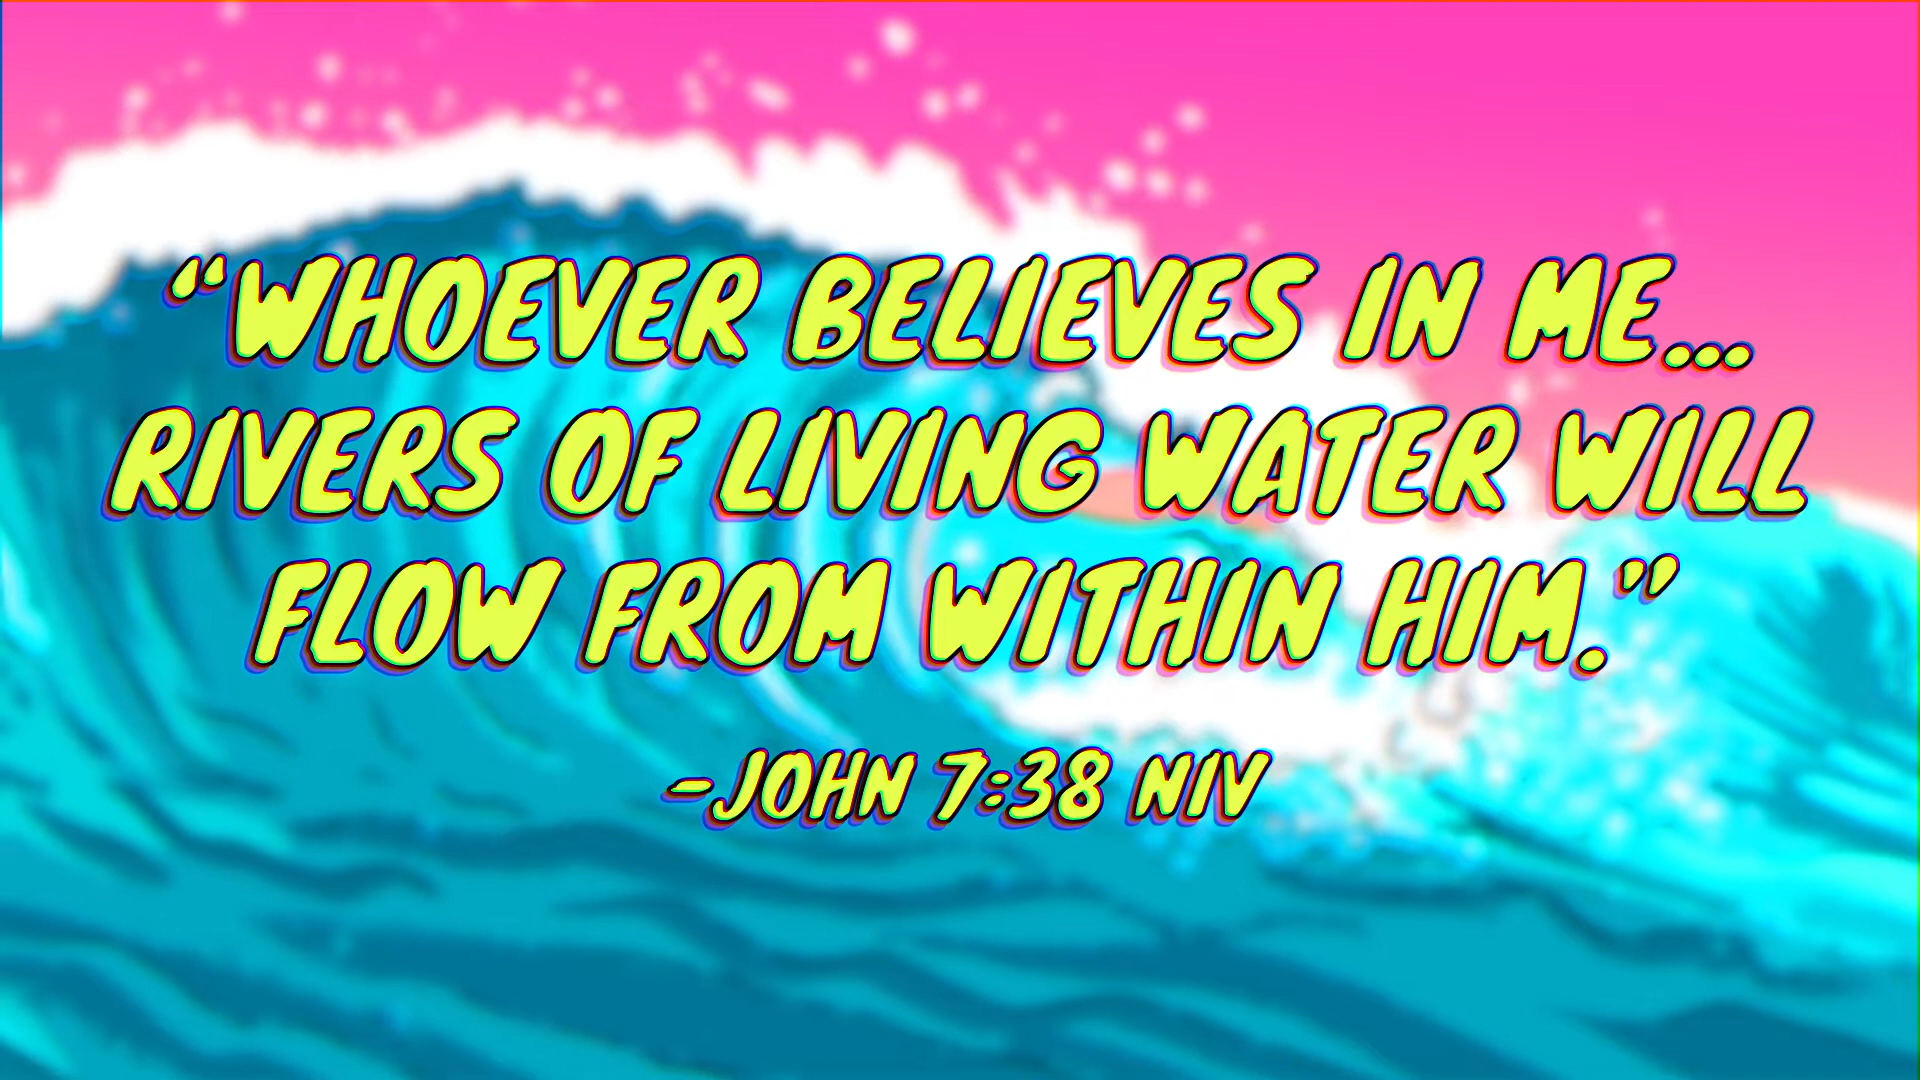 “WHOEVER BELIEVES IN ME...
RIVERS OF LIVING WATER WILL
FLOW FROM WITHIN HIM.”
-JOHN 7:38 NIV